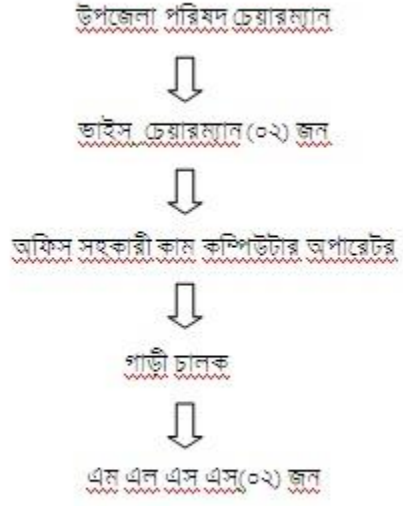 উপজেলা পরিষদ চেয়ারম্যান
ভাইস চেয়ারম্যান (০২) জন
অফিস সহকারী কাম কম্পিউটার অপারেটর
গাড়ী চালক
এম এল এস এস(০২) জন